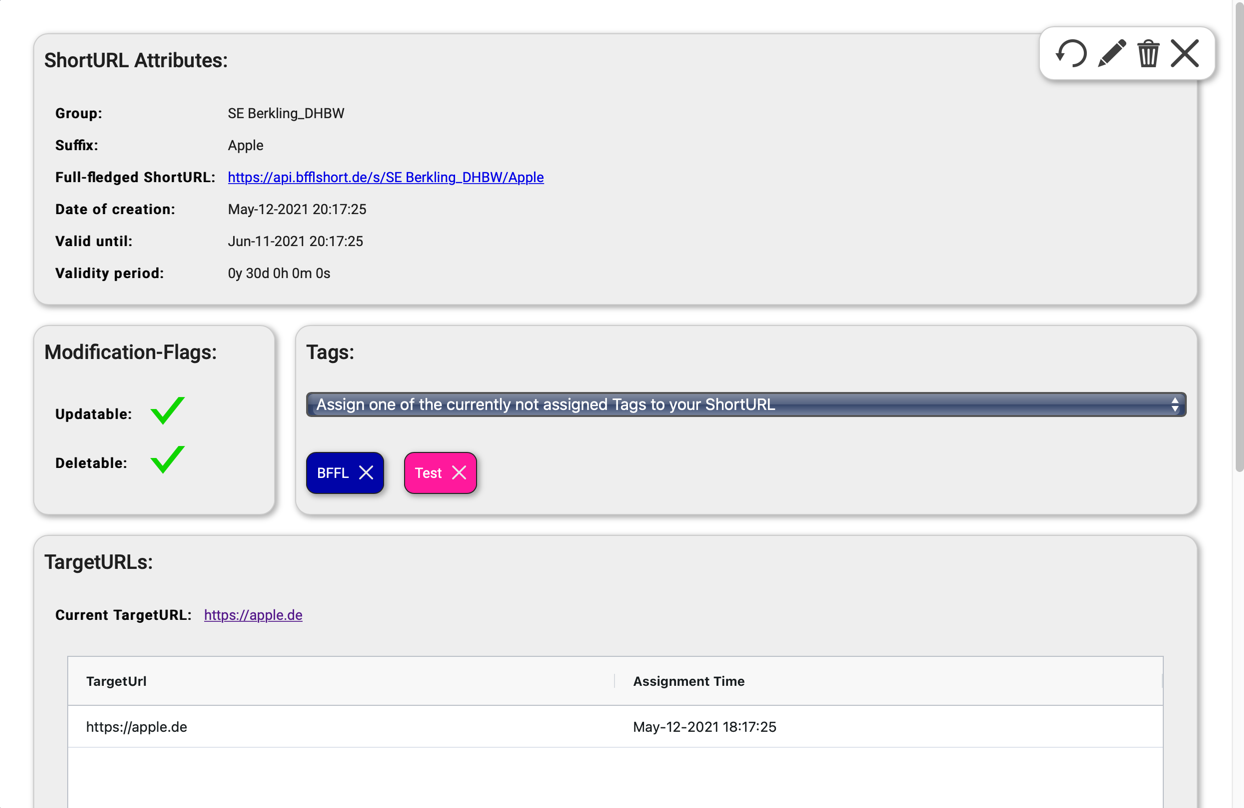 ShortURL Attributes:
Group: SE Berkling_DHBW
Suffix: Apple
Full-fledged ShortURL: https://api.bfflshort.de/s/SE Berkling_DHBW/Apple
Date of creation: May-12-2021 20:17:25
Valid until: Jun-11-2021 20:17:25
Validity period: 0y 30d 0h 0m 0s
Modification-Flags:
Updatable:
Deletable:
Tags:
Assign one of the currently not assigned Tags to your ShortURL
BFFL Test
TargetURLs:
Current TargetURL: https://apple.de
TargetUrl Assignment Time
https://apple.de May-12-2021 18:17:25